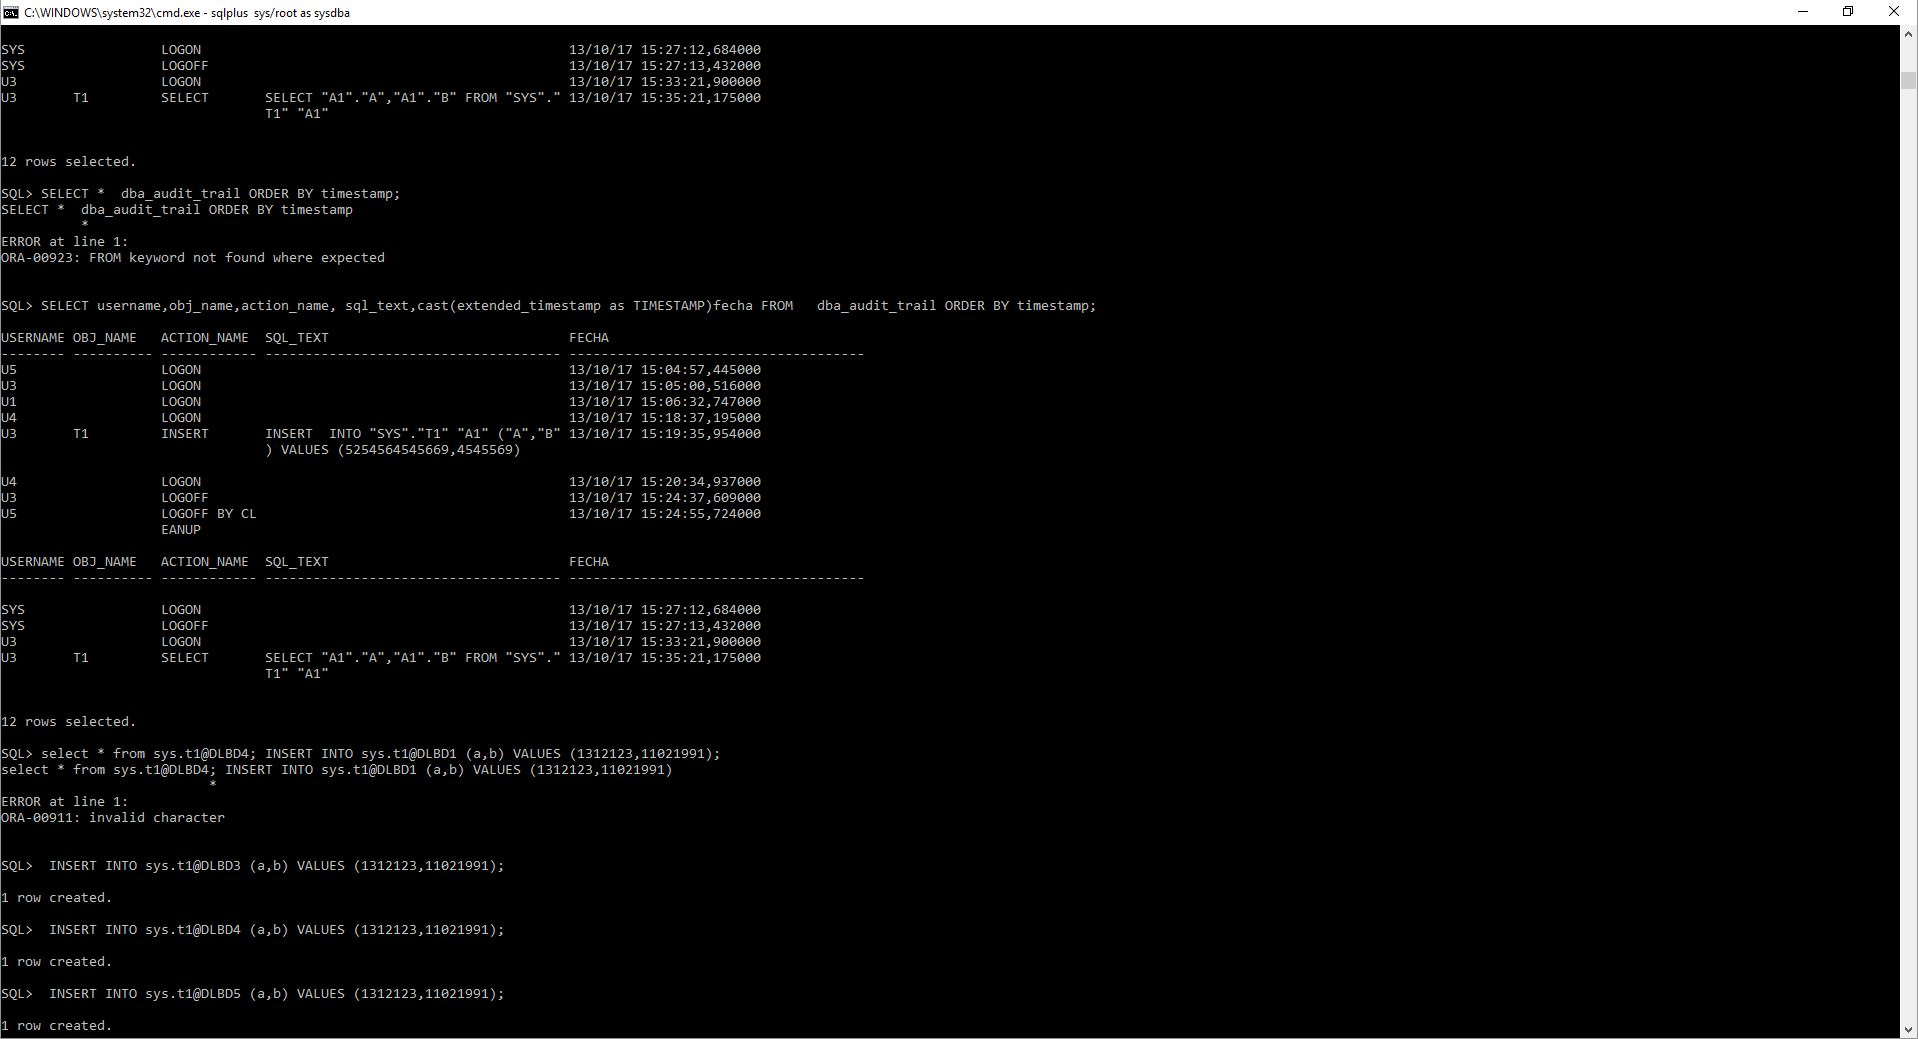 C:\WINDOWS\system32\cmd.exe - sqlplus  sys/root as sysdba
SYS                 LOGON                                              13/10/17 15:27:12,684000
SYS                 LOGOFF                                             13/10/17 15:27:13,432000
U3                  LOGON                                              13/10/17 15:33:21,900000
U3       T1         SELECT       SELECT "A1"."A","A1"."B" FROM "SYS"." 13/10/17 15:35:21,175000
                                 T1" "A1"
12 rows selected.
SQL> SELECT *  dba_audit_trail ORDER BY timestamp;
SELECT *  dba_audit_trail ORDER BY timestamp
          *
ERROR at line 1:
ORA-00923: FROM keyword not found where expected
SQL> SELECT username,obj_name,action_name, sql_text,cast(extended_timestamp as TIMESTAMP)fecha FROM   dba_audit_trail ORDER BY timestamp;
USERNAME OBJ_NAME   ACTION_NAME  SQL_TEXT                              FECHA
-------- ---------- ------------ ------------------------------------- -------------------------------------
U5                  LOGON                                              13/10/17 15:04:57,445000
U3                  LOGON                                              13/10/17 15:05:00,516000
U1                  LOGON                                              13/10/17 15:06:32,747000
U4                  LOGON                                              13/10/17 15:18:37,195000
U3       T1         INSERT       INSERT  INTO "SYS"."T1" "A1" ("A","B" 13/10/17 15:19:35,954000
                                 ) VALUES (5254564545669,4545569)
U4                  LOGON                                              13/10/17 15:20:34,937000
U3                  LOGOFF                                             13/10/17 15:24:37,609000
U5                  LOGOFF BY CL                                       13/10/17 15:24:55,724000
                    EANUP
USERNAME OBJ_NAME   ACTION_NAME  SQL_TEXT                              FECHA
-------- ---------- ------------ ------------------------------------- -------------------------------------
SYS                 LOGON                                              13/10/17 15:27:12,684000
SYS                 LOGOFF                                             13/10/17 15:27:13,432000
U3                  LOGON                                              13/10/17 15:33:21,900000
U3       T1         SELECT       SELECT "A1"."A","A1"."B" FROM "SYS"." 13/10/17 15:35:21,175000
                                 T1" "A1"
12 rows selected.
SQL> select * from sys.t1@DLBD4; INSERT INTO sys.t1@DLBD1 (a,b) VALUES (1312123,11021991);
select * from sys.t1@DLBD4; INSERT INTO sys.t1@DLBD1 (a,b) VALUES (1312123,11021991)
                          *
ERROR at line 1:
ORA-00911: invalid character
SQL>  INSERT INTO sys.t1@DLBD3 (a,b) VALUES (1312123,11021991);
1 row created.
SQL>  INSERT INTO sys.t1@DLBD4 (a,b) VALUES (1312123,11021991);
1 row created.
SQL>  INSERT INTO sys.t1@DLBD5 (a,b) VALUES (1312123,11021991);
1 row created.